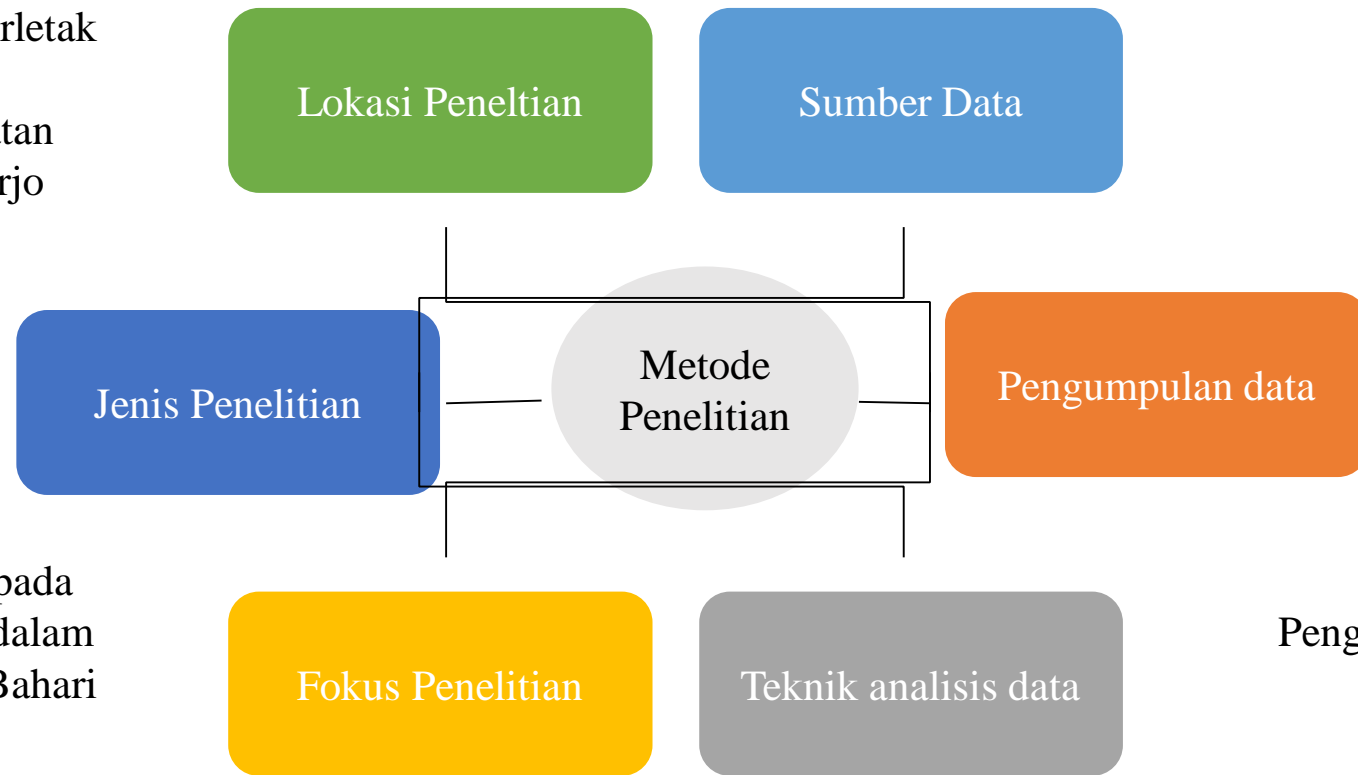 rletak
tan
rjo
Lokasi Peneltian
Sumber Data
Jenis Penelitian
Metode
Penelitian
Pengumpulan data
pada
dalam
Bahari
Fokus Penelitian
Teknik analisis data
Peng